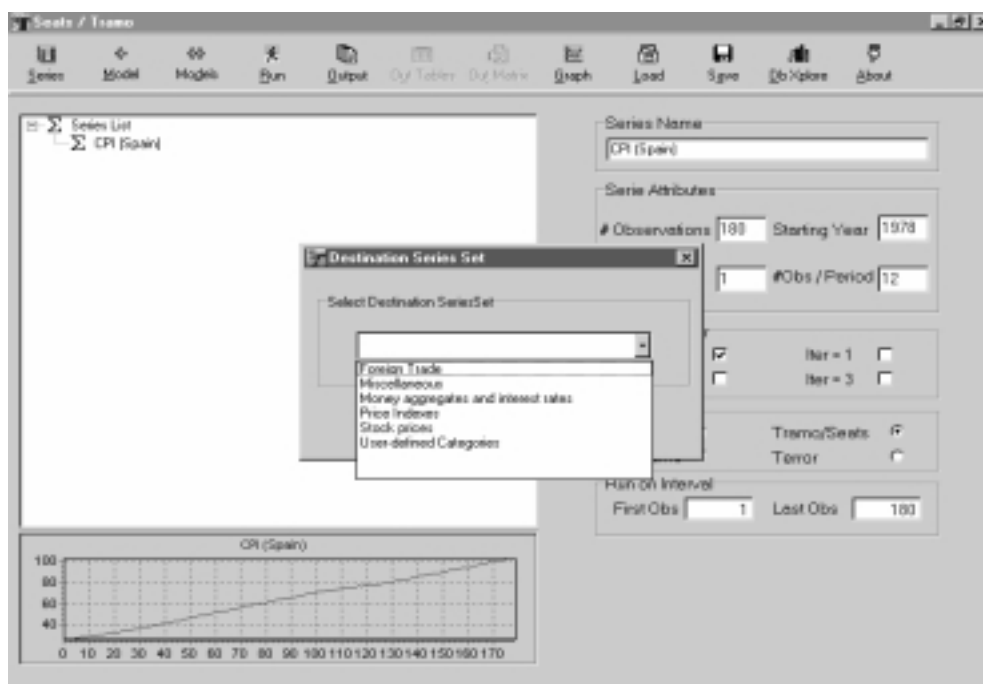 Seats / Tramo
Series Model Models Run Output Out Tables Out Matrix Graph Load Save DbXplore About
Series List
CPI (Spain)
Series Name
CPI (Spain)
Serie Attributes
# Observations 180 Starting Year 1978
1 #Obs / Period 12
Iter = 1
Iter = 3
Tramo/Seats
Terror
Run on Interval
First Obs 1 Last Obs 180
Destination Series Set
Select Destination SeriesSet
Foreign Trade
Miscellaneous
Money aggregates and interest rates
Price Indexes
Stock prices
User-defined Categories
CPI (Spain)
100
80
60
40
0 10 20 30 40 50 60 70 80 90 100 110 120 130 140 150 160 170